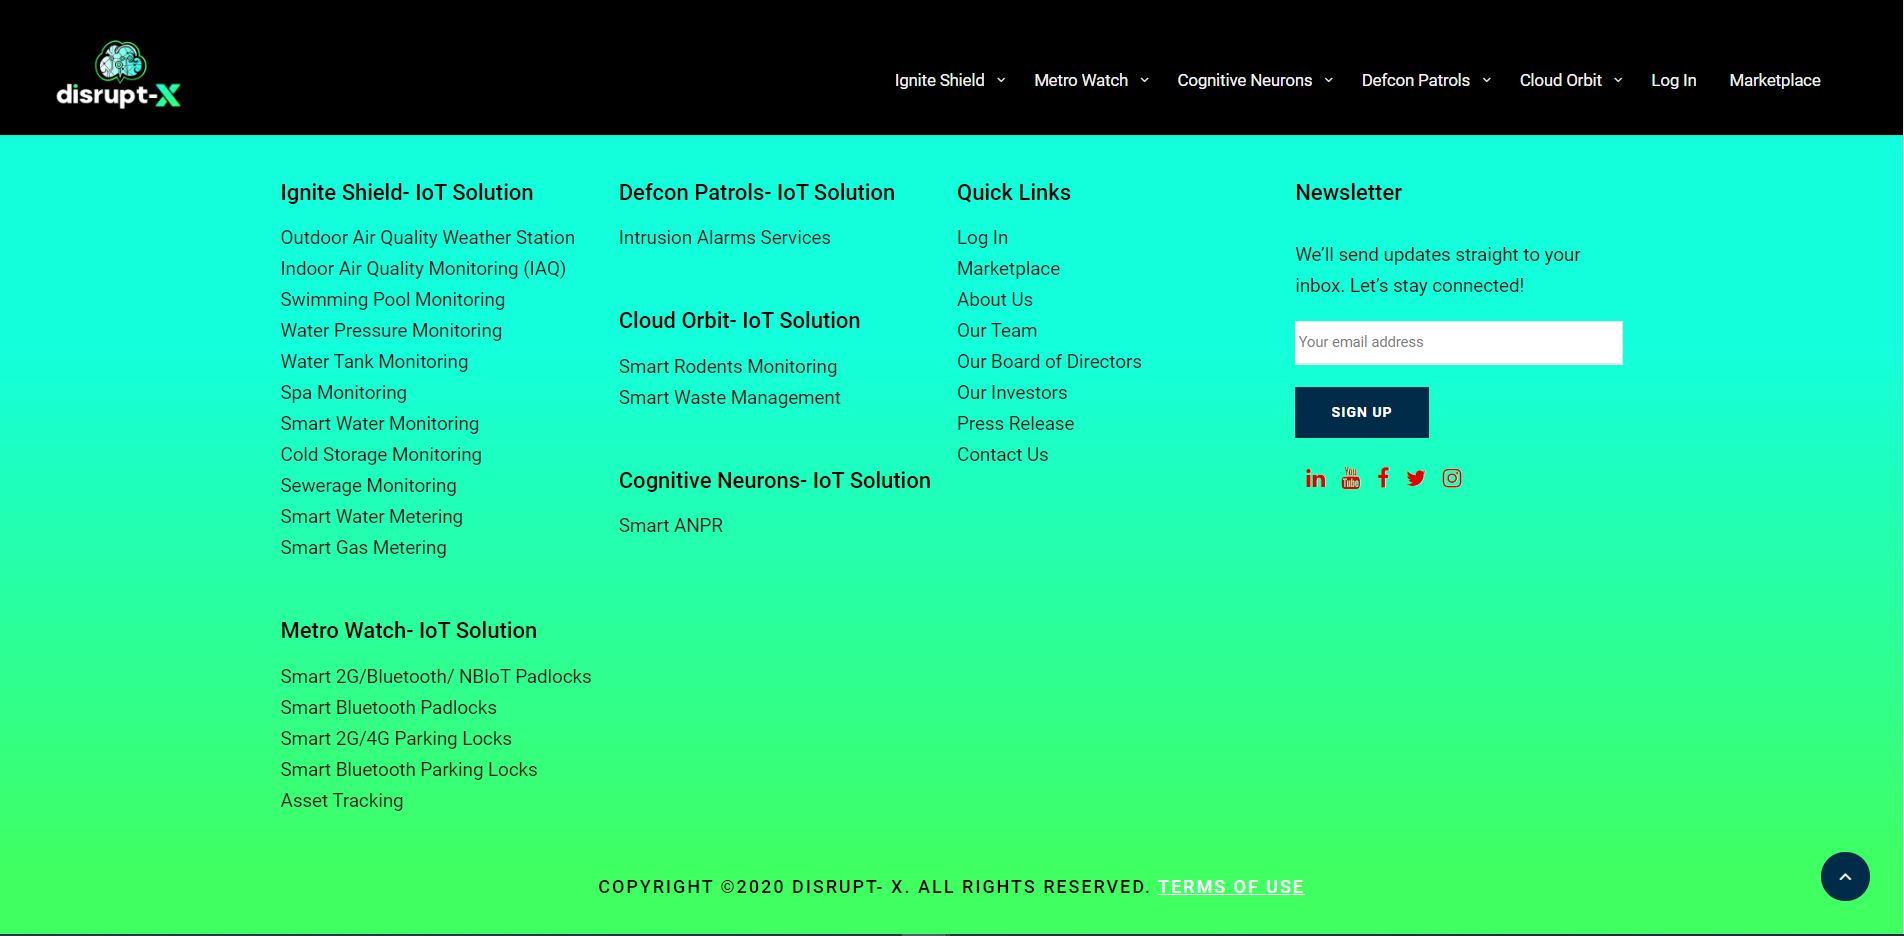 disrupt-X
Ignite Shield
Metro Watch
Cognitive Neurons
Defcon Patrols
Cloud Orbit
Log In
Marketplace
Ignite Shield- IoT Solution
Outdoor Air Quality Weather Station
Indoor Air Quality Monitoring (IAQ)
Swimming Pool Monitoring
Water Pressure Monitoring
Water Tank Monitoring
Spa Monitoring
Smart Water Monitoring
Cold Storage Monitoring
Sewerage Monitoring
Smart Water Metering
Smart Gas Metering
Metro Watch- IoT Solution
Smart 2G/Bluetooth/ NBIoT Padlocks
Smart Bluetooth Padlocks
Smart 2G/4G Parking Locks
Smart Bluetooth Parking Locks
Asset Tracking
Defcon Patrols- IoT Solution
Intrusion Alarms Services
Cloud Orbit- IoT Solution
Smart Rodents Monitoring
Smart Waste Management
Cognitive Neurons- IoT Solution
Smart ANPR
Quick Links
Log In
Marketplace
About Us
Our Team
Our Board of Directors
Our Investors
Press Release
Contact Us
Newsletter
We’ll send updates straight to your
inbox. Let’s stay connected!
Your email address
SIGN UP
in You Tube f
COPYRIGHT ©2020 DISRUPT- X. ALL RIGHTS RESERVED. TERMS OF USE